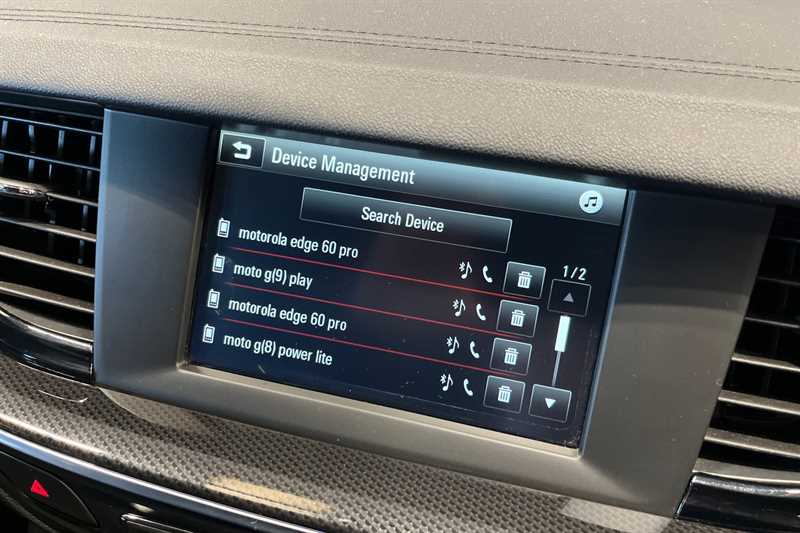 Device Management
Search Device
motorola edge 60 pro
1/2
moto g(9) play
motorola edge 60 pro
moto g(8) power lite